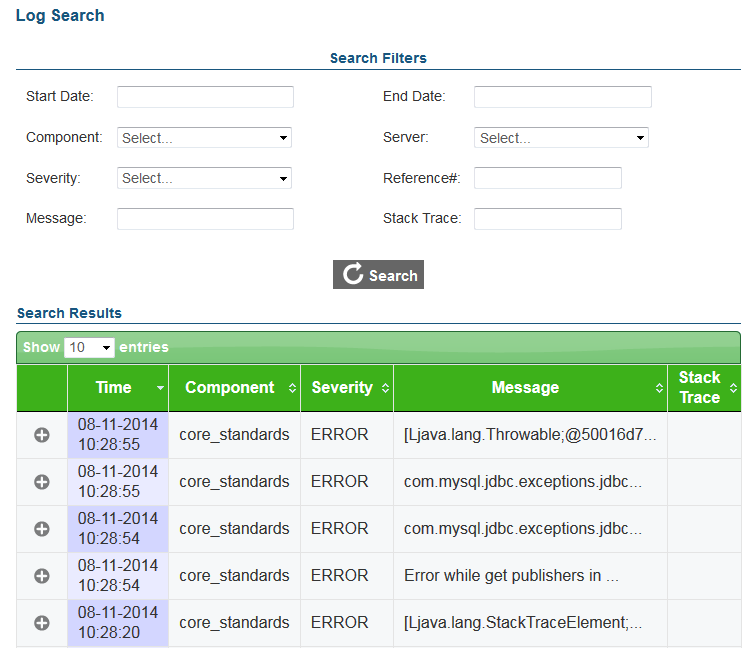 Log Search
Search Filters
Start Date: End Date:
Component: Select... Server: Select...
Severity: Select... Reference#:
Message: Stack Trace:
Search
Search Results
Show 10 entries
Time Component Severity Message Stack Trace
08-11-2014 10:28:55 core_standards ERROR [Ljava.lang.Throwable;@50016d7...
08-11-2014 10:28:55 core_standards ERROR com.mysql.jdbc.exceptions.jdbc...
08-11-2014 10:28:54 core_standards ERROR com.mysql.jdbc.exceptions.jdbc...
08-11-2014 10:28:54 core_standards ERROR Error while get publishers in ...
08-11-2014 10:28:20 core_standards ERROR [Ljava.lang.StackTraceElement;...